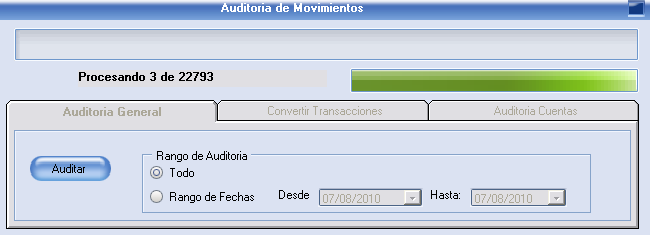 Auditoria de Movimientos
Procesando 3 de 22793
Auditoria General Convertir Transacciones Auditoria Cuentas
Rango de Auditoria
Auditar Todo
Rango de Fechas Desde 07/08/2010 Hasta: 07/08/2010